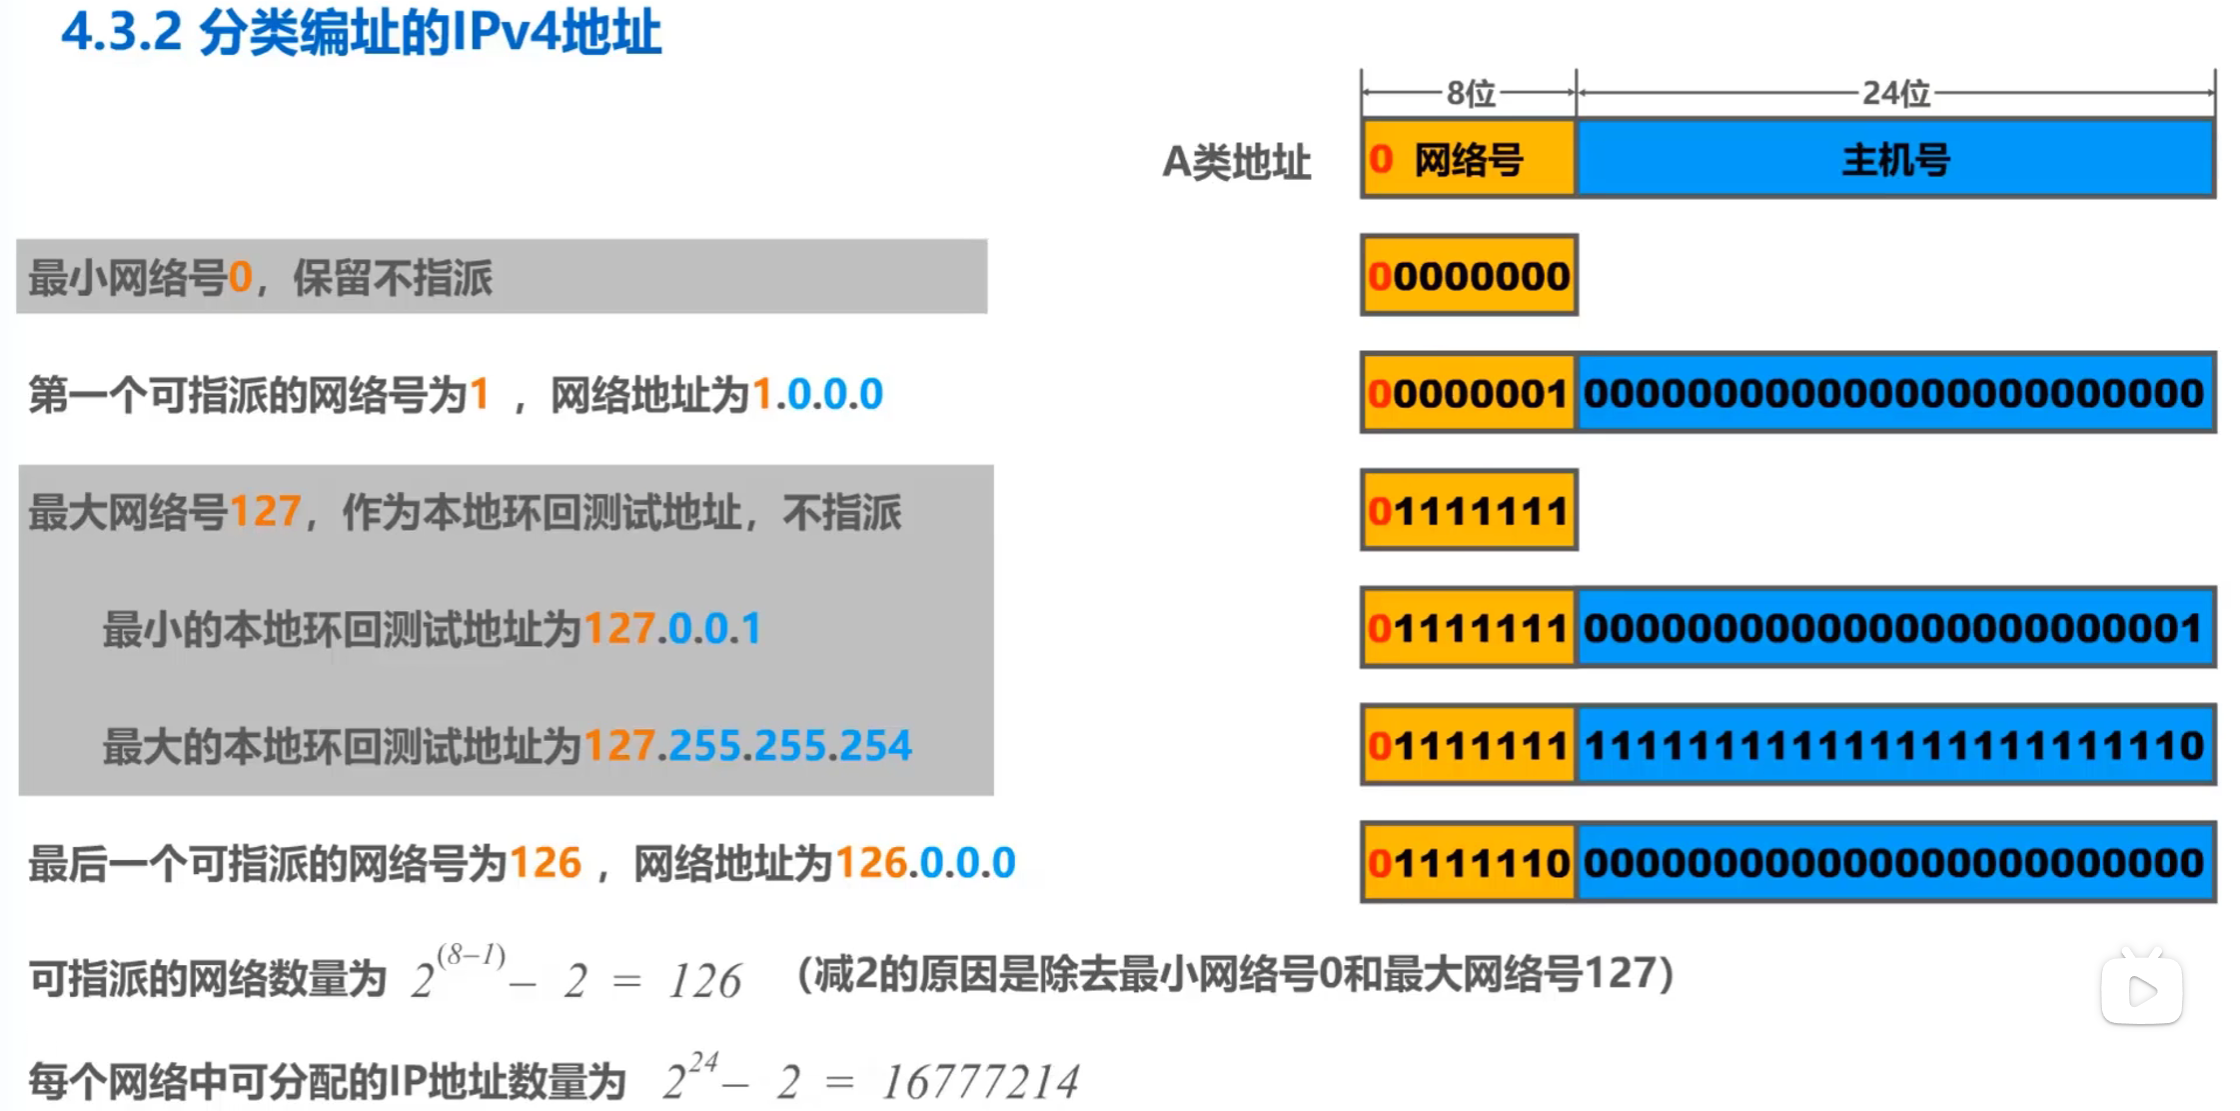 4.3.2 分类编址的IPv4地址
8位 24位
A类地址 0 网络号 主机号
最小网络号0，保留不指派 00000000
第一个可指派的网络号为1 ，网络地址为1.0.0.0 00000001 000000000000000000000000
最大网络号127，作为本地环回测试地址，不指派 01111111
最小的本地环回测试地址为127.0.0.1 01111111 000000000000000000000001
最大的本地环回测试地址为127.255.255.254 01111111 111111111111111111111110
最后一个可指派的网络号为126 ，网络地址为126.0.0.0 01111110 000000000000000000000000
可指派的网络数量为 2^(8–1) – 2 = 126 （减2的原因是除去最小网络号0和最大网络号127）
每个网络中可分配的IP地址数量为 2^24 – 2 = 16777214